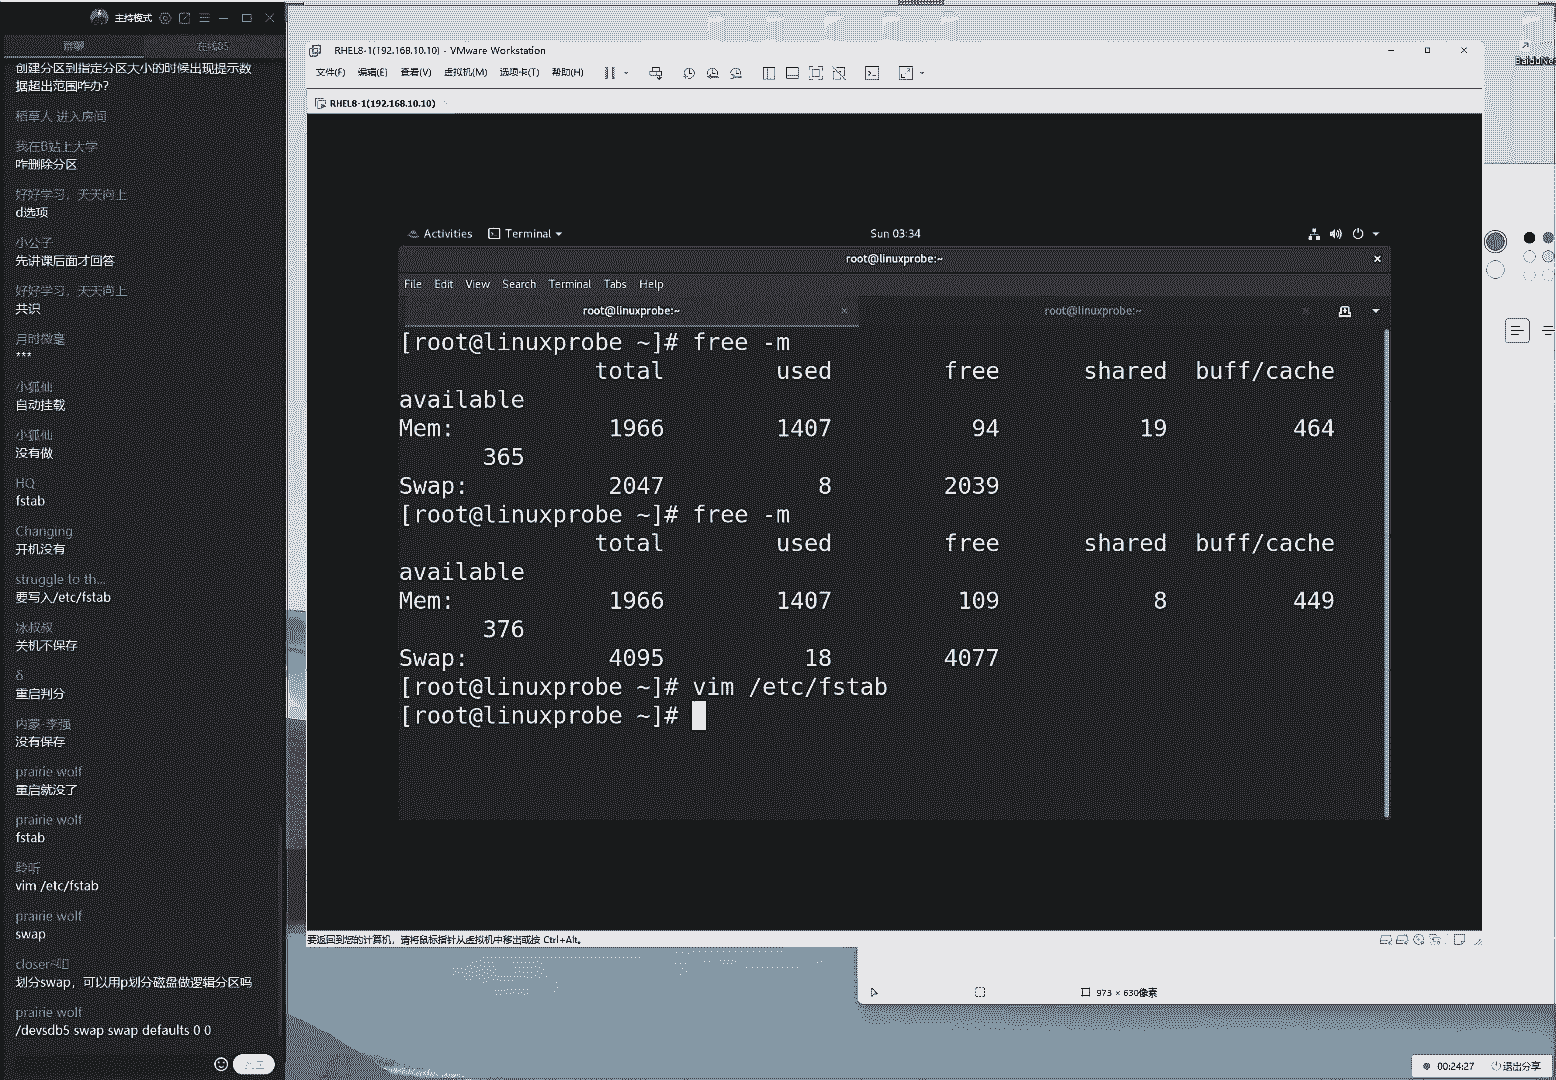 主持模式
创建分区到指定分区大小的时候出现提示数
据超出范围咋办?
稻草人 进入房间
我在B站上大学
咋删除分区
好好学习，天天向上
d选项
小公子
先讲课后面才回答
好好学习，天天向上
共识
月时微毫
***
小狐仙
自动挂载
小狐仙
没有做
HQ
fstab
Changing
开机没有
struggle to th...
要写入/etc/fstab
冰叔叔
关机不保存
δ
重启判分
内蒙-李强
没有保存
prairie wolf
重启就没了
prairie wolf
fstab
聆听
vim /etc/fstab
prairie wolf
swap
closer~
划分swap，可以用p划分磁盘做逻辑分区吗
prairie wolf
/devsdb5 swap swap defaults 0 0
RHEL8-1(192.168.10.10) - VMware Workstation
文件(F) 编辑(E) 查看(V) 虚拟机(M) 选项卡(T) 帮助(H)
RHEL8-1(192.168.10.10)
Activities Terminal Sun 03:34
root@linuxprobe:~
File Edit View Search Terminal Tabs Help
root@linuxprobe:~ root@linuxprobe:~
[root@linuxprobe ~]# free -m
total used free shared buff/cache
available
Mem: 1966 1407 94 19 464
365
Swap: 2047 8 2039
[root@linuxprobe ~]# free -m
total used free shared buff/cache
available
Mem: 1966 1407 109 8 449
376
Swap: 4095 18 4077
[root@linuxprobe ~]# vim /etc/fstab
[root@linuxprobe ~]#
要返回到您的计算机，请将鼠标指针从虚拟机中移出或按 Ctrl+Alt。
973 × 630像素
00:24:27 退出分享